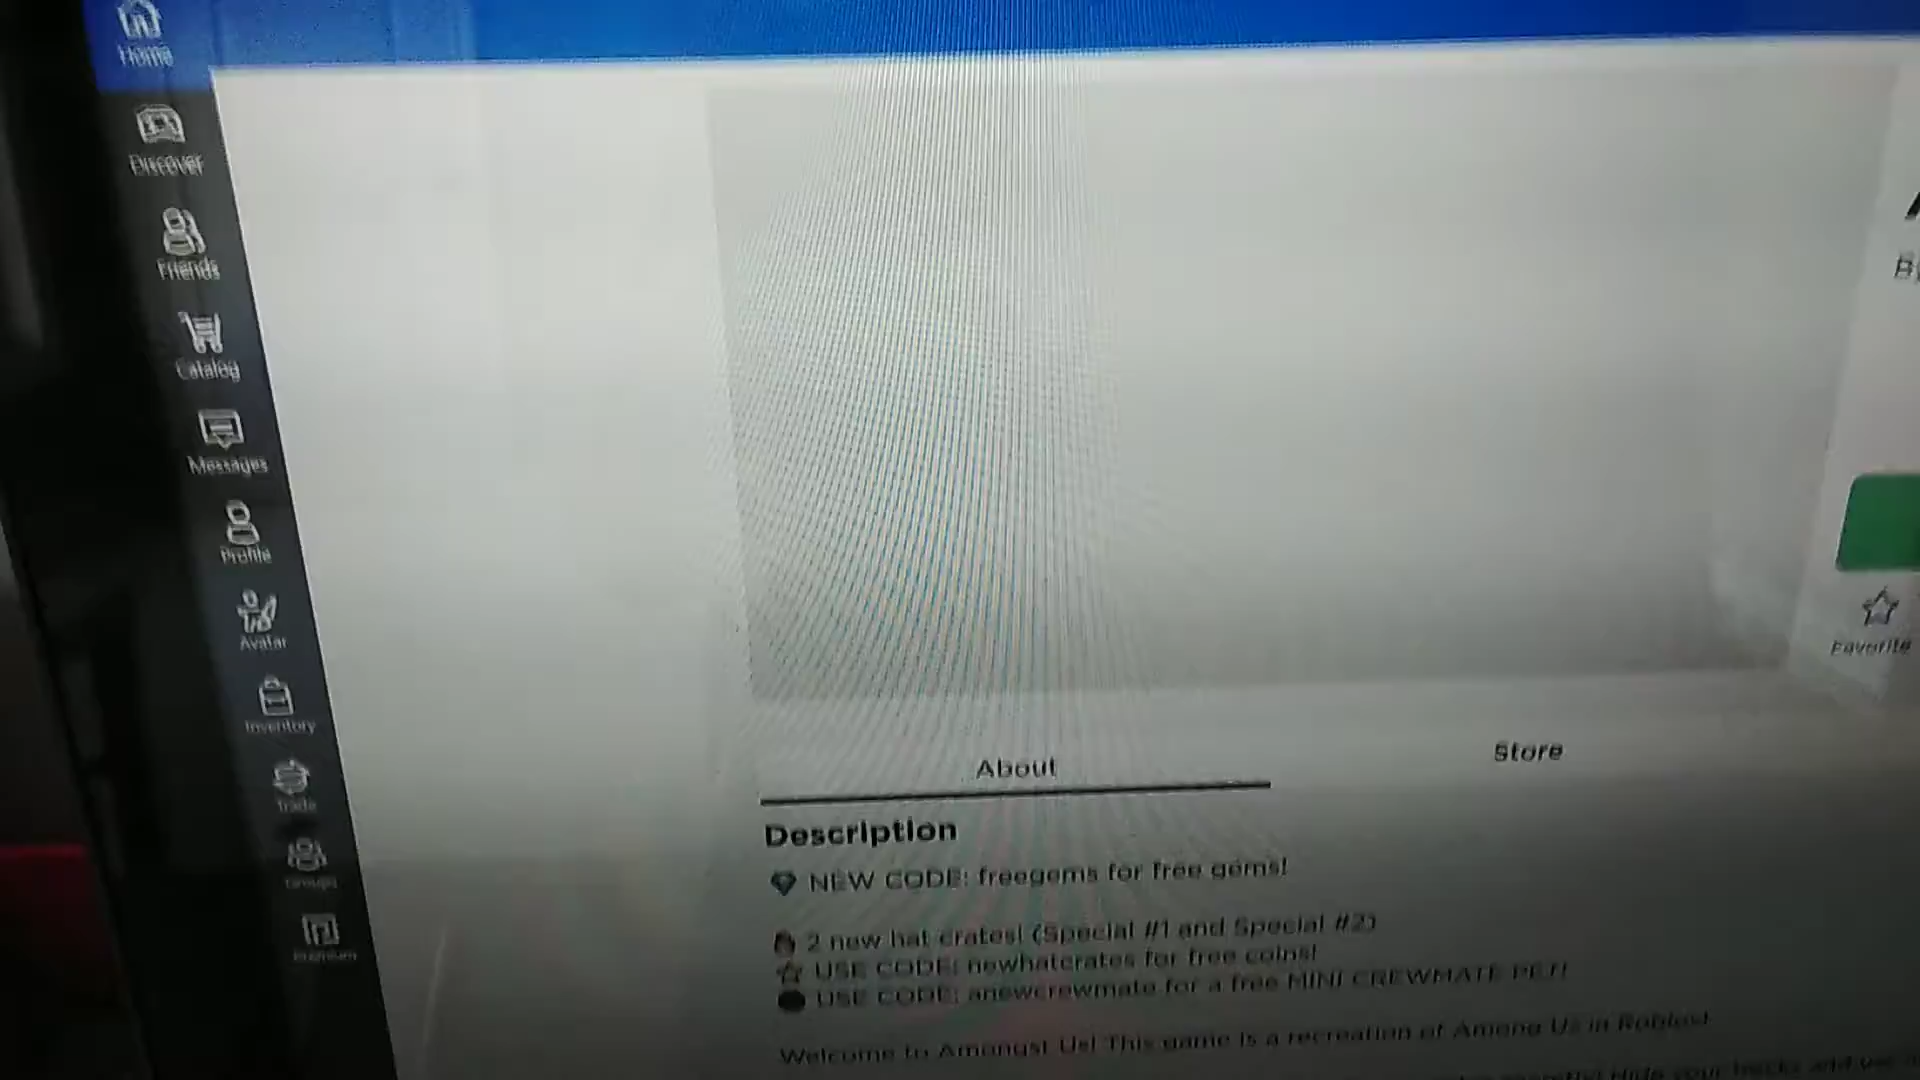 Home
Discover
Friends
Catalog
Messages
Profile
Avatar
Inventory
Trade
Groups
Premium
Favorite
About
Store
Description
NEW CODE: freegems for free gems!
2 new hat crates! (Special #1 and Special #2)
USE CODE: newhatcrates for free coins!
USE CODE: anewcrewmate for a free MINI CREWMATE PET!
Welcome to Amongst Us! This game is a recreation of Among Us in Roblox!